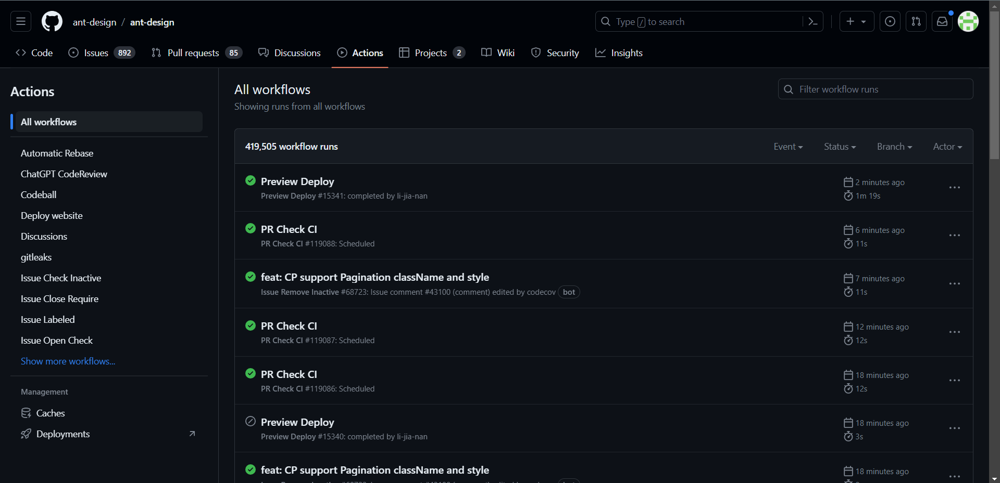 ant-design / ant-design
Type / to search
Code
Issues 892
Pull requests 85
Discussions
Actions
Projects 2
Wiki
Security
Insights
Actions
All workflows
Automatic Rebase
ChatGPT CodeReview
Codeball
Deploy website
Discussions
gitleaks
Issue Check Inactive
Issue Close Require
Issue Labeled
Issue Open Check
Show more workflows...
Management
Caches
Deployments
All workflows
Showing runs from all workflows
Filter workflow runs
419,505 workflow runs
Event
Status
Branch
Actor
Preview Deploy
Preview Deploy #15341: completed by li-jia-nan
2 minutes ago
1m 19s
PR Check CI
PR Check CI #119088: Scheduled
6 minutes ago
11s
feat: CP support Pagination className and style
Issue Remove Inactive #68723: Issue comment #43100 (comment) edited by codecov bot
7 minutes ago
11s
PR Check CI
PR Check CI #119087: Scheduled
12 minutes ago
12s
PR Check CI
PR Check CI #119086: Scheduled
18 minutes ago
12s
Preview Deploy
Preview Deploy #15340: completed by li-jia-nan
18 minutes ago
3s
feat: CP support Pagination className and style
18 minutes ago